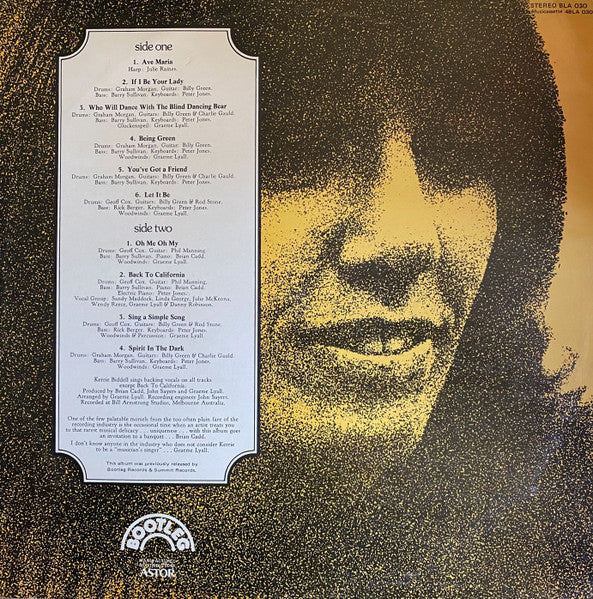 STEREO BLA 030
Musicassette 4BLA 030
side one
1. Ave Maria
Harp: Julie Raines.
2. If I Be Your Lady
Drums: Graham Morgan. Guitar: Billy Green.
Bass: Barry Sullivan. Keyboards: Peter Jones.
3. Who Will Dance With The Blind Dancing Bear
Drums: Graham Morgan. Guitars: Billy Green & Charlie Gauld.
Bass: Barry Sullivan. Keyboards: Peter Jones.
Glockenspiel: Graeme Lyall.
4. Being Green
Drums: Graham Morgan. Guitar: Billy Green.
Bass: Barry Sullivan. Keyboards: Peter Jones.
Woodwinds: Graeme Lyall.
5. You've Got a Friend
Drums: Graham Morgan. Guitars: Billy Green & Charlie Gauld.
Bass: Barry Sullivan. Keyboards: Peter Jones.
6. Let It Be
Drums: Geoff Cox. Guitars: Billy Green & Rod Stone.
Bass: Rick Berger. Keyboards: Peter Jones.
Woodwinds: Graeme Lyall.
side two
1. Oh Me Oh My
Drums: Geoff Cox. Guitar: Phil Manning.
Bass: Barry Sullivan. Piano: Brian Cadd.
Woodwinds: Graeme Lyall.
2. Back To California
Drums: Geoff Cox. Guitar: Phil Manning.
Bass: Barry Sullivan. Piano: Brian Cadd.
Electric Piano: Peter Jones.
Vocal Group: Sandy Maddock, Linda George, Julie McKenna,
Wendy Reece, Graeme Lyall & Danny Robinson.
3. Sing a Simple Song
Drums: Geoff Cox. Guitars: Billy Green & Rod Stone.
Bass: Rick Berger. Keyboards: Peter Jones.
Woodwinds & Percussion: Graeme Lyall.
4. Spirit In The Dark
Drums: Graham Morgan. Guitars: Billy Green & Charlie Gauld.
Bass: Barry Sullivan. Keyboards: Peter Jones.
Woodwinds: Graeme Lyall.
Kerrie Biddell sings backing vocals on all tracks
except Back To California.
Produced by Brian Cadd, John Sayers and Graeme Lyall.
Arranged by Graeme Lyall. Recording engineer John Sayers.
Recorded at Bill Armstrong Studios, Melbourne Australia.
One of the few palatable morsels from the too often plain fare of the
recording industry is the occasional time when an artist treats you
to that rarest musical delicacy . . . uniqueness . . . with this album goes
an invitation to a banquet . . . Brian Cadd.
I don't know anyone in the industry who does not consider Kerrie
to be a "musician's singer" . . . Graeme Lyall.
This album was previously released by
Bootleg Records & Summit Records.
BOOTLEG
ASTOR